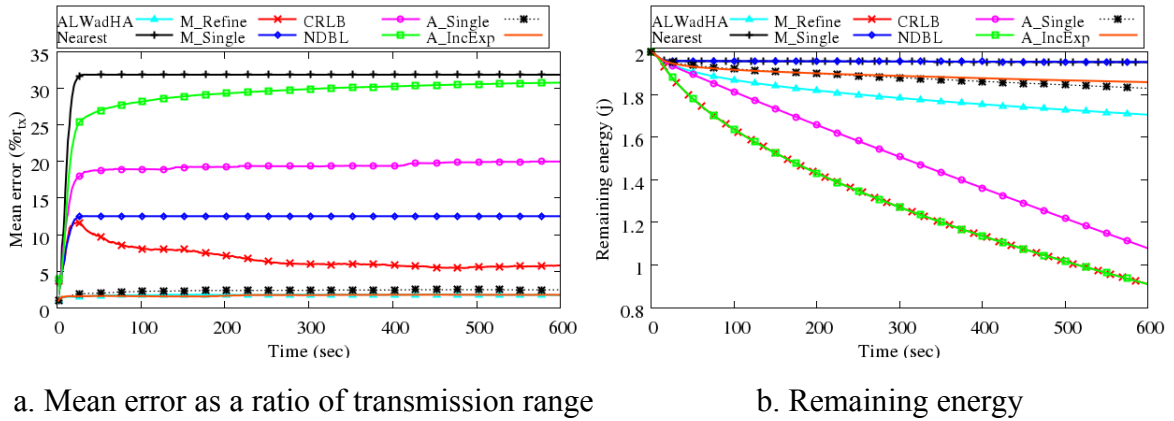 ALWadHA M_Refine CRLB A_Single
Nearest M_Single NDBL A_IncExp
35
30
25
20
15
10
5
0
Mean error (%r_tx)
0 100 200 300 400 500 600
Time (sec)
a. Mean error as a ratio of transmission range
ALWadHA M_Refine CRLB A_Single
Nearest M_Single NDBL A_IncExp
2
1.8
1.6
1.4
1.2
1
0.8
Remaining energy (j)
0 100 200 300 400 500 600
Time (sec)
b. Remaining energy